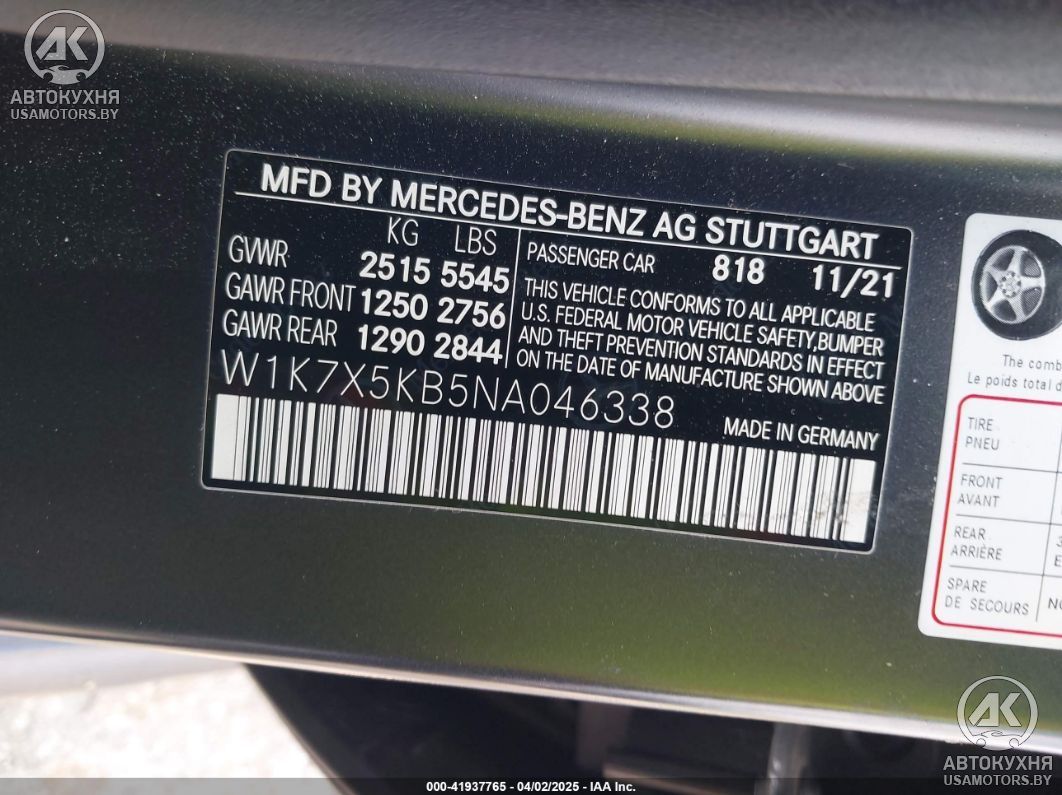 AK
АВТОКУХНЯ
USAMOTORS.BY
MFD BY MERCEDES-BENZ AG STUTTGART
KG LBS
GVWR 2515 5545
GAWR FRONT 1250 2756
GAWR REAR 1290 2844
PASSENGER CAR 818 11/21
THIS VEHICLE CONFORMS TO ALL APPLICABLE
U.S. FEDERAL MOTOR VEHICLE SAFETY,BUMPER
AND THEFT PREVENTION STANDARDS IN EFFECT
ON THE DATE OF MANUFACTURE SHOWN ABOVE
W1K7X5KB5NA046338
MADE IN GERMANY
The comb
Le poids total d
TIRE
PNEU
FRONT
AVANT
REAR
ARRIÈRE
SPARE
DE SECOURS
AK
АВТОКУХНЯ
USAMOTORS.BY
000-41937765 - 04/02/2025 - IAA Inc.